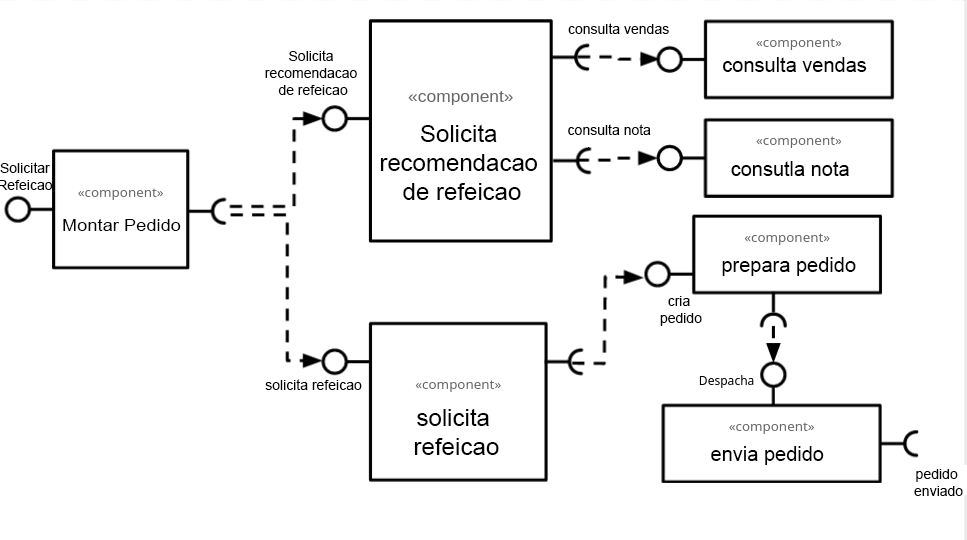 Solicitar
Refeicao
«component»
Montar Pedido
Solicita
recomendacao
de refeicao
«component»
Solicita
recomendacao
de refeicao
consulta vendas
«component»
consulta vendas
consulta nota
«component»
consutla nota
solicita refeicao
«component»
solicita
refeicao
cria
pedido
«component»
prepara pedido
Despacha
«component»
envia pedido
pedido
enviado